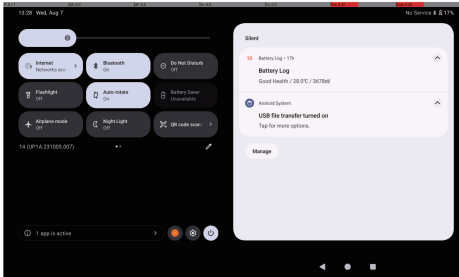 13:28 Wed, Aug 7
No Service
17%
Internet
Networks ava
Bluetooth
On
Do Not Disturb
Off
Flashlight
Off
Auto-rotate
On
Battery Saver
Unavailable
Airplane mode
Off
Night Light
Off
QR code scann
14 (UP1A.231005.007)
1 app is active
Silent
Battery Log • 17h
Battery Log
Good Health / 28.0°C / 3678mV
Android System
USB file transfer turned on
Tap for more options.
Manage